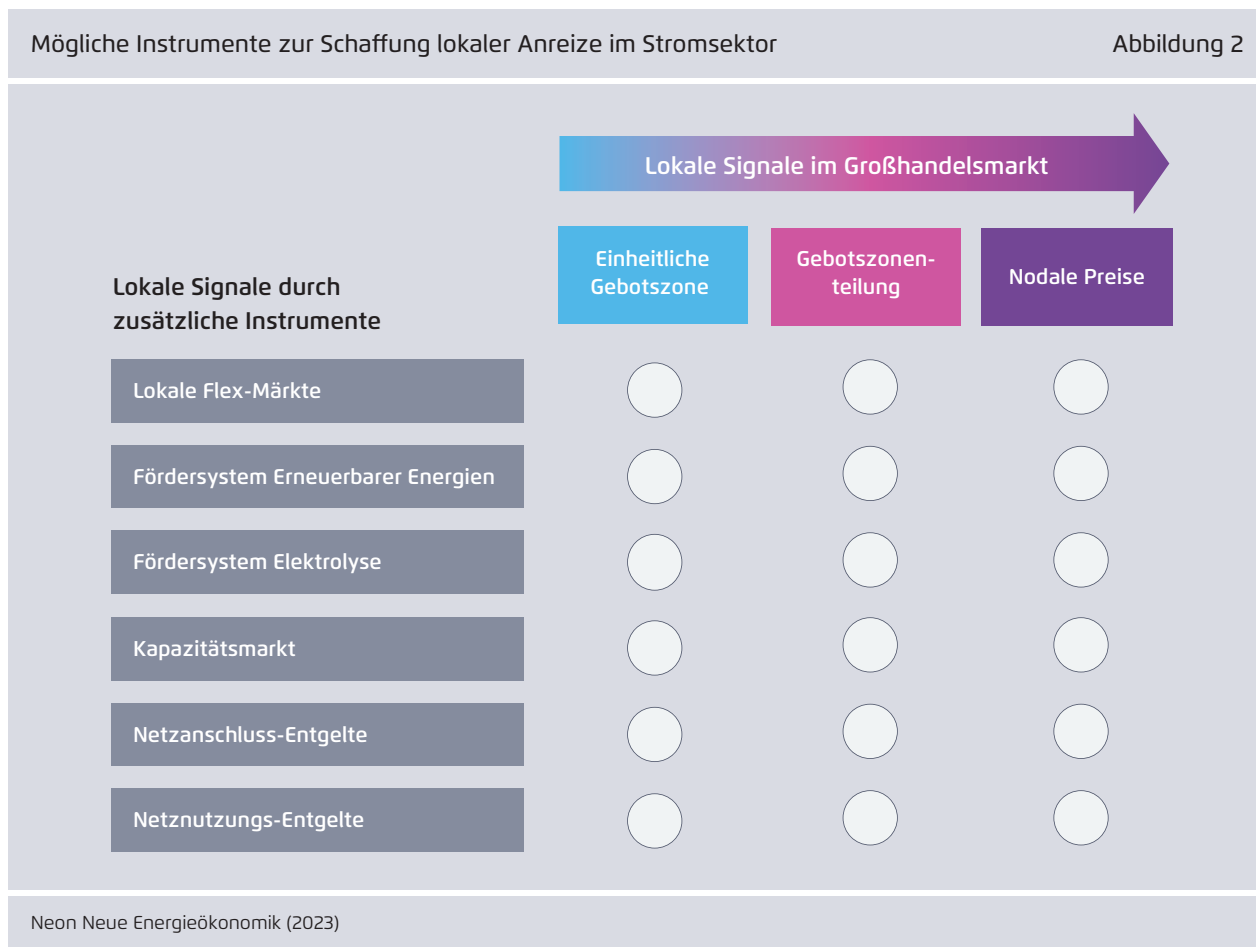 Mögliche Instrumente zur Schaffung lokaler Anreize im Stromsektor
Abbildung 2
Lokale Signale im Großhandelsmarkt
Einheitliche
Gebotszone
Gebotszonen-
teilung
Nodale Preise
Lokale Signale durch
zusätzliche Instrumente
Lokale Flex-Märkte
Fördersystem Erneuerbarer Energien
Fördersystem Elektrolyse
Kapazitätsmarkt
Netzanschluss-Entgelte
Netznutzungs-Entgelte
Neon Neue Energieökonomik (2023)